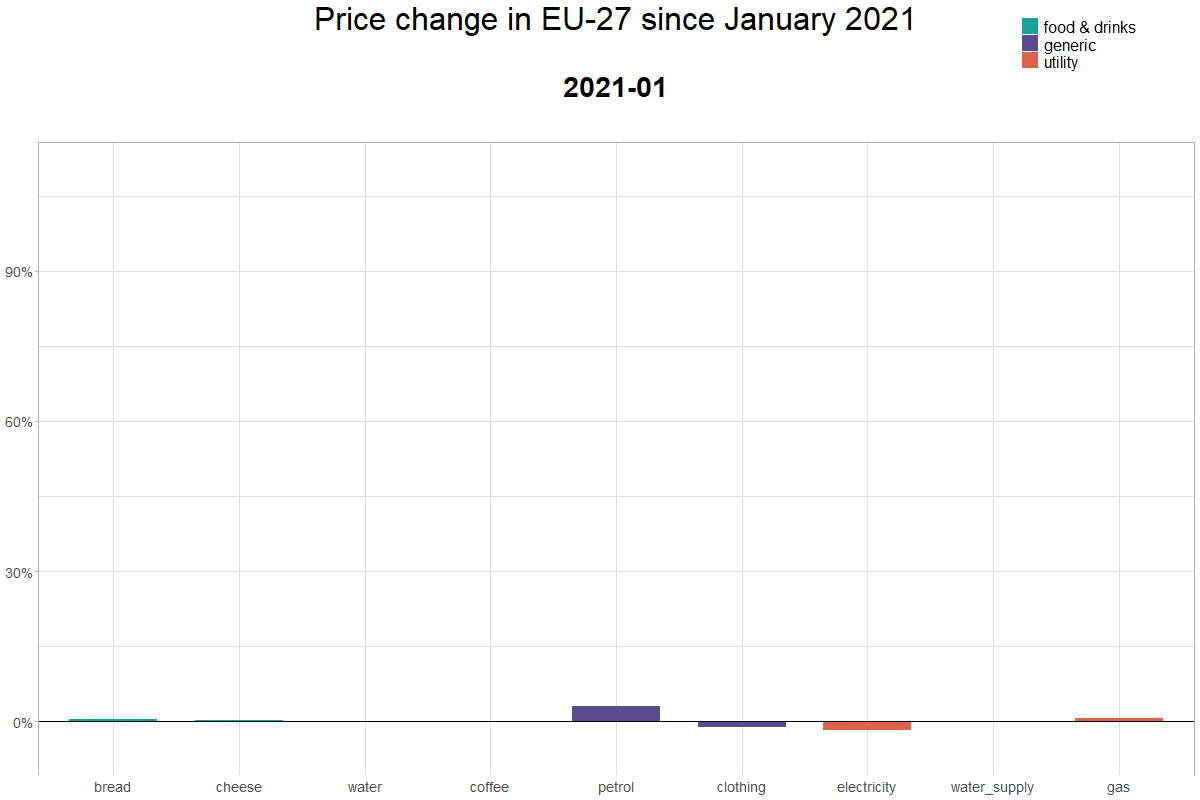 Price change in EU-27 since January 2021
food & drinks
generic
utility
2021-01
90%
60%
30%
0%
bread cheese water coffee petrol clothing electricity water_supply gas